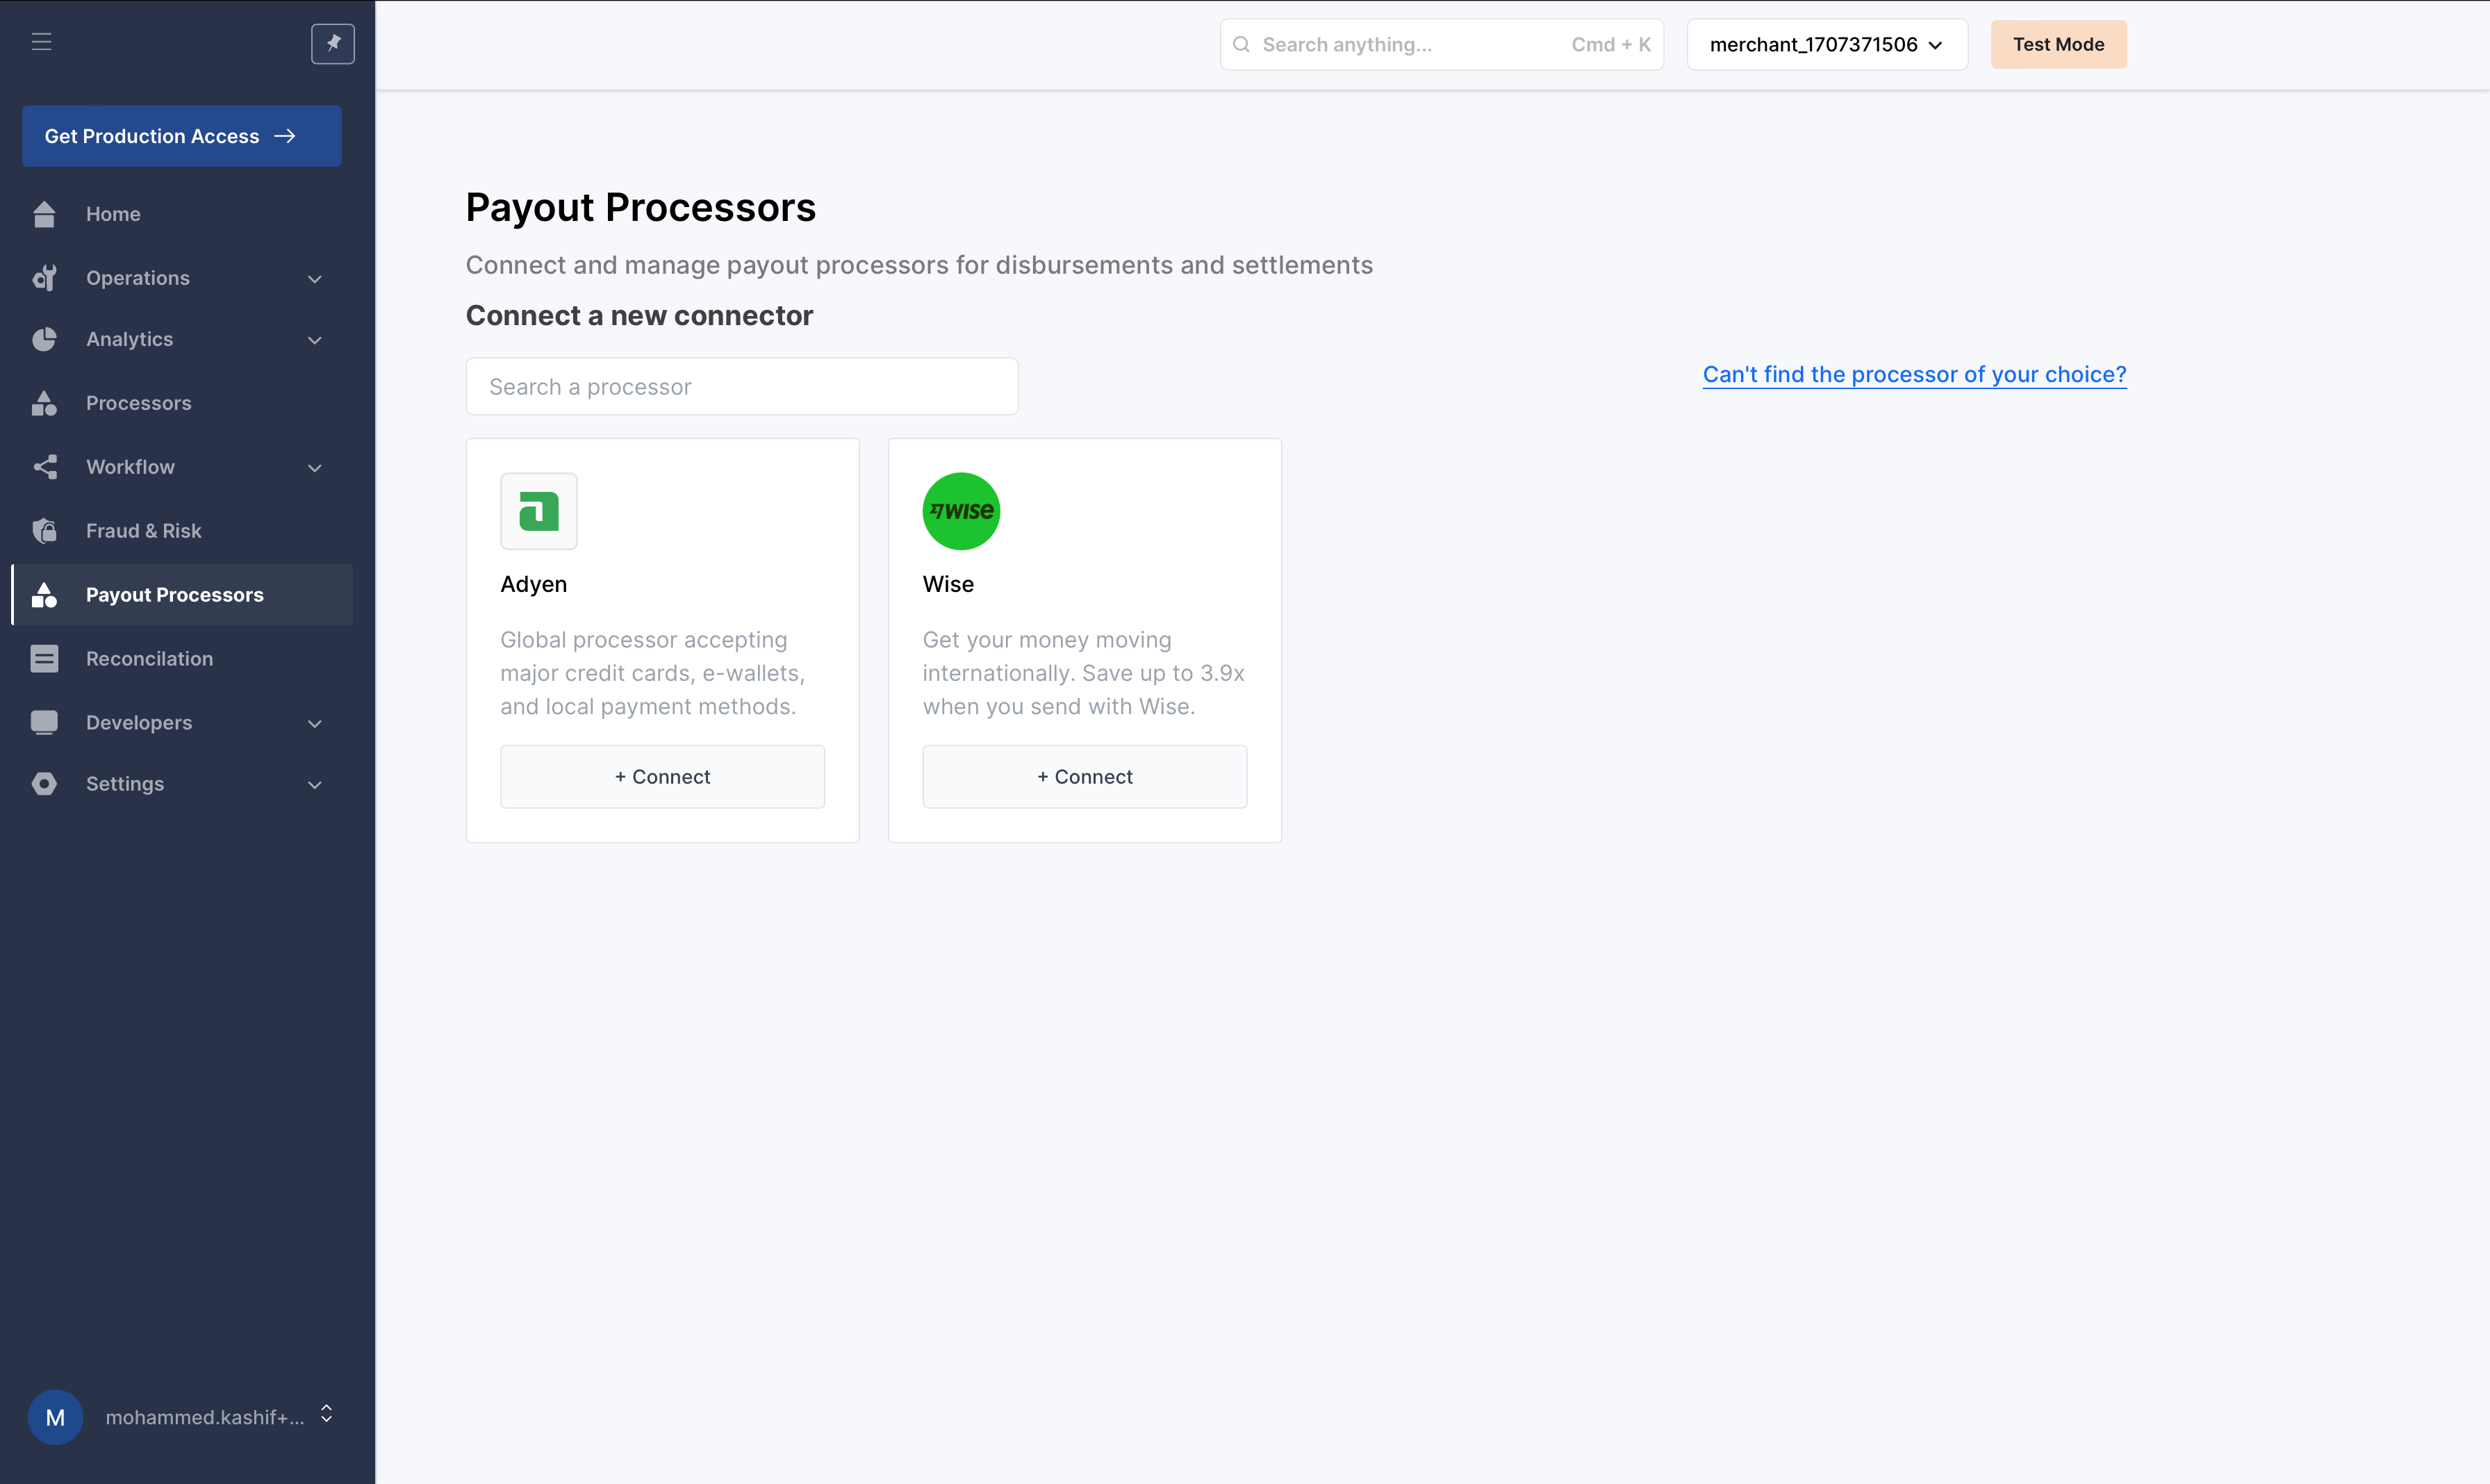 Search anything... Cmd + K
merchant_1707371506
Test Mode
Get Production Access
Home
Operations
Analytics
Processors
Workflow
Fraud & Risk
Payout Processors
Reconcilation
Developers
Settings
M
mohammed.kashif+...
Payout Processors
Connect and manage payout processors for disbursements and settlements
Connect a new connector
Search a processor
Can't find the processor of your choice?
a
Adyen
Global processor accepting
major credit cards, e-wallets,
and local payment methods.
+ Connect
WISE
Wise
Get your money moving
internationally. Save up to 3.9x
when you send with Wise.
+ Connect